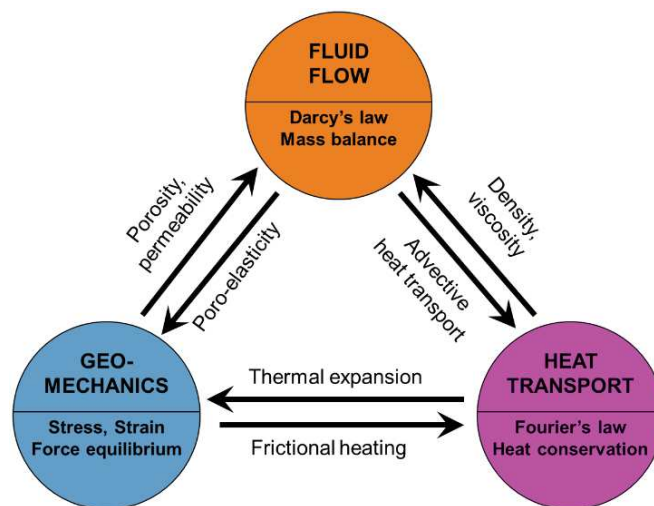 FLUID
FLOW
Darcy's law
Mass balance
Porosity,
permeability
Poro-elasticity
Density,
viscosity
Advective
heat transport
GEO-
MECHANICS
Stress, Strain
Force equilibrium
Thermal expansion
Frictional heating
HEAT
TRANSPORT
Fourier's law
Heat conservation